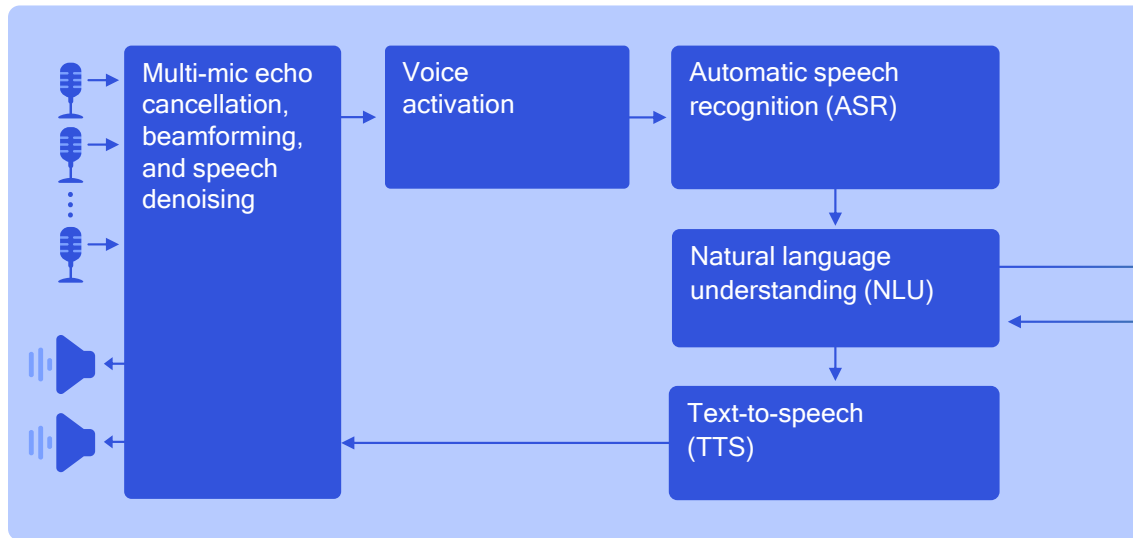 Multi-mic echo
cancellation,
beamforming,
and speech
denoising
Voice
activation
Automatic speech
recognition (ASR)
Natural language
understanding (NLU)
Text-to-speech
(TTS)